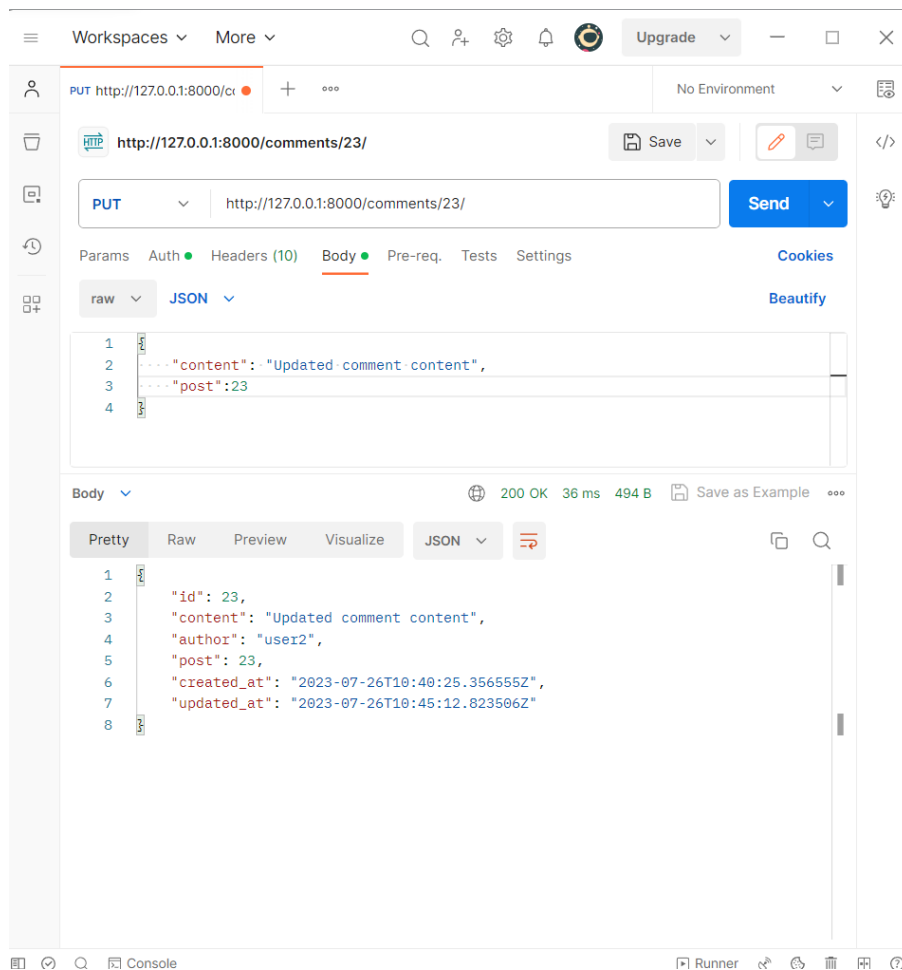 Workspaces More Upgrade
PUT http://127.0.0.1:8000/co No Environment
HTTP http://127.0.0.1:8000/comments/23/ Save
PUT http://127.0.0.1:8000/comments/23/ Send
Params Auth Headers (10) Body Pre-req. Tests Settings Cookies
raw JSON Beautify
1 {
2 "content": "Updated comment content",
3 "post":23
4 }
Body 200 OK 36 ms 494 B Save as Example
Pretty Raw Preview Visualize JSON
1 {
2 "id": 23,
3 "content": "Updated comment content",
4 "author": "user2",
5 "post": 23,
6 "created_at": "2023-07-26T10:40:25.356555Z",
7 "updated_at": "2023-07-26T10:45:12.823506Z"
8 }
Console Runner